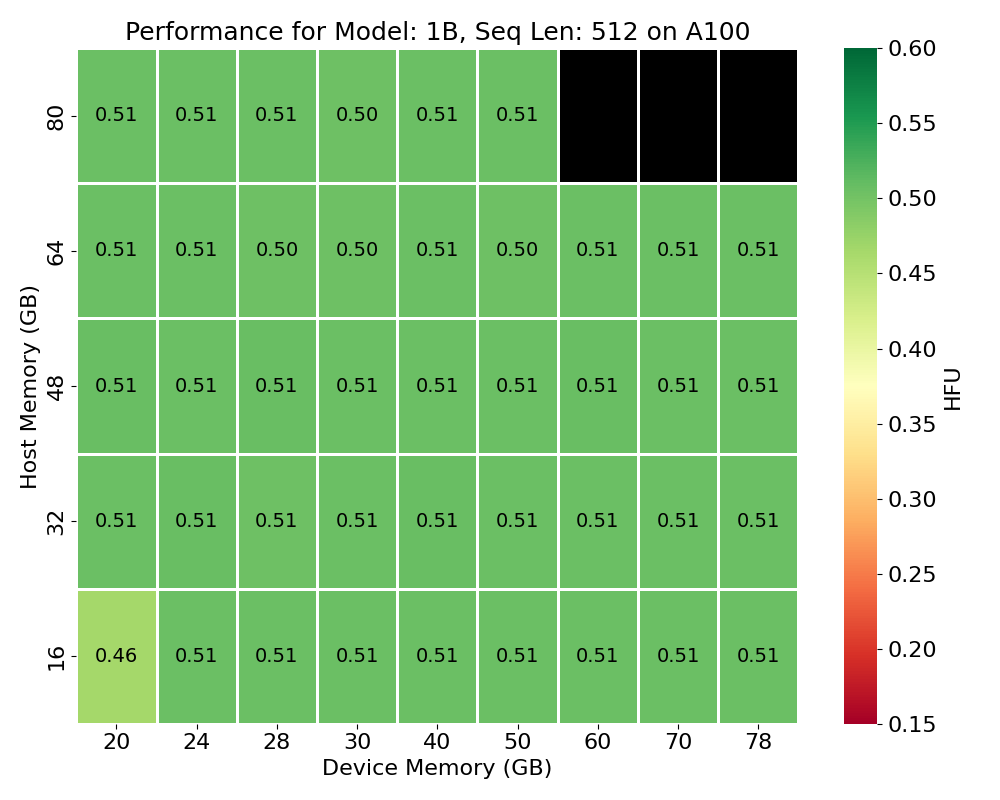 Performance for Model: 1B, Seq Len: 512 on A100
80 0.51 0.51 0.51 0.50 0.51 0.51
64 0.51 0.51 0.50 0.50 0.51 0.50 0.51 0.51 0.51
48 0.51 0.51 0.51 0.51 0.51 0.51 0.51 0.51 0.51
32 0.51 0.51 0.51 0.51 0.51 0.51 0.51 0.51 0.51
16 0.46 0.51 0.51 0.51 0.51 0.51 0.51 0.51 0.51
20 24 28 30 40 50 60 70 78
Device Memory (GB)
Host Memory (GB)
0.60
0.55
0.50
0.45
0.40
0.35
0.30
0.25
0.20
0.15
HFU